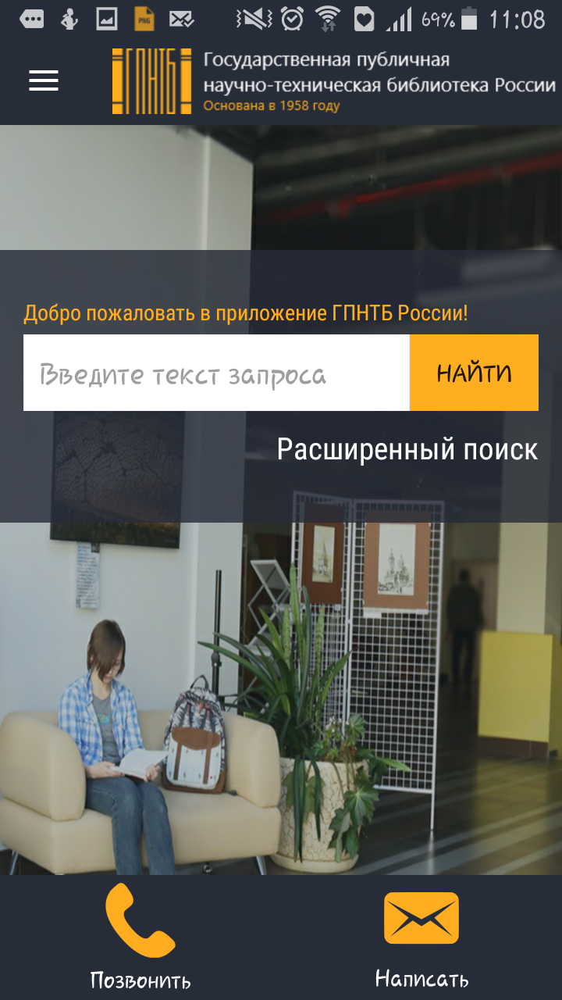 PNG
69% 11:08
ГПНТБ
Государственная публичная
научно-техническая библиотека России
Основана в 1958 году
Добро пожаловать в приложение ГПНТБ России!
Введите текст запроса
НАЙТИ
Расширенный поиск
Позвонить
Написать